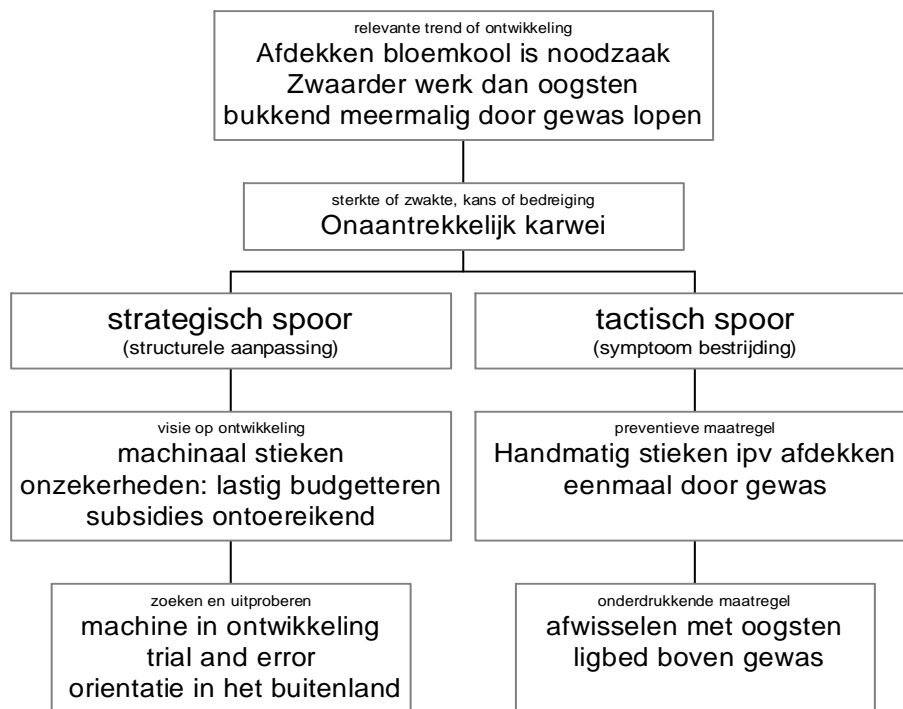 relevante trend of ontwikkeling
Afdekken bloemkool is noodzaak
Zwaarder werk dan oogsten
bukkend meermalig door gewas lopen
sterkte of zwakte, kans of bedreiging
Onaantrekkelijk karwei
strategisch spoor
(structurele aanpassing)
tactisch spoor
(symptoom bestrijding)
visie op ontwikkeling
machinaal stieken
onzekerheden: lastig budgetteren
subsidies ontoereikend
preventieve maatregel
Handmatig stieken ipv afdekken
eenmaal door gewas
zoeken en uitproberen
machine in ontwikkeling
trial and error
orientatie in het buitenland
onderdrukkende maatregel
afwisselen met oogsten
ligbed boven gewas